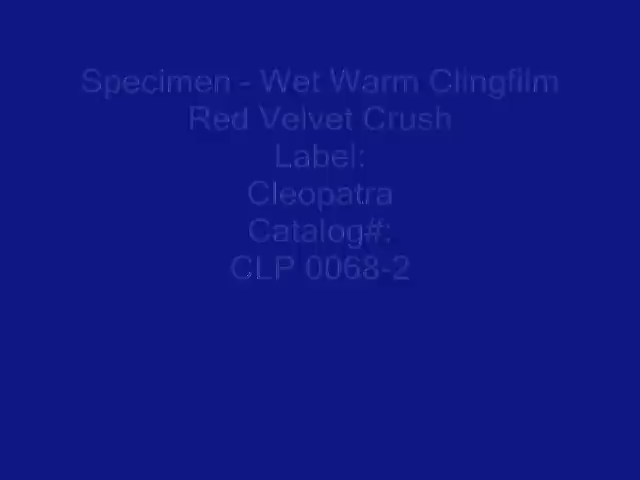 Specimen - Wet Warm Clingfilm
Red Velvet Crush
Label:
Cleopatra
Catalog#:
CLP 0068-2